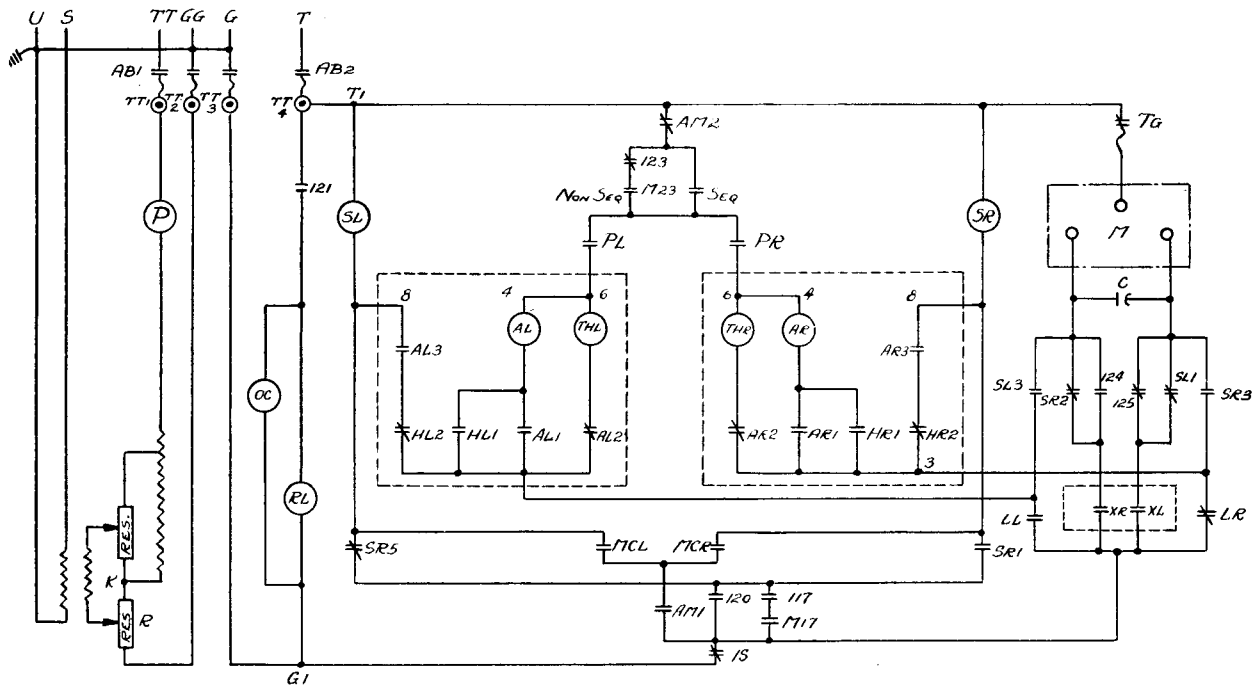 U S TT GG G T
AB1 AB2
TT1 TT2 TT3 TT4 T1
AM2 TG
123
121 NON SEQ M23 SEQ
P SL SR M
PL PR
8 4 6 6 4 8 C
AL THL THR AR
AL3 AR3
OC SL3 SR2 124 125 SL1 SR3
HL2 HL1 AL1 AL2 AR2 AR1 HR1 HR2
3
RL
RES. LL XR XL LR
SR5 MCL MCR SR1
K
RES R AM1 120 117
M17
1S
G1